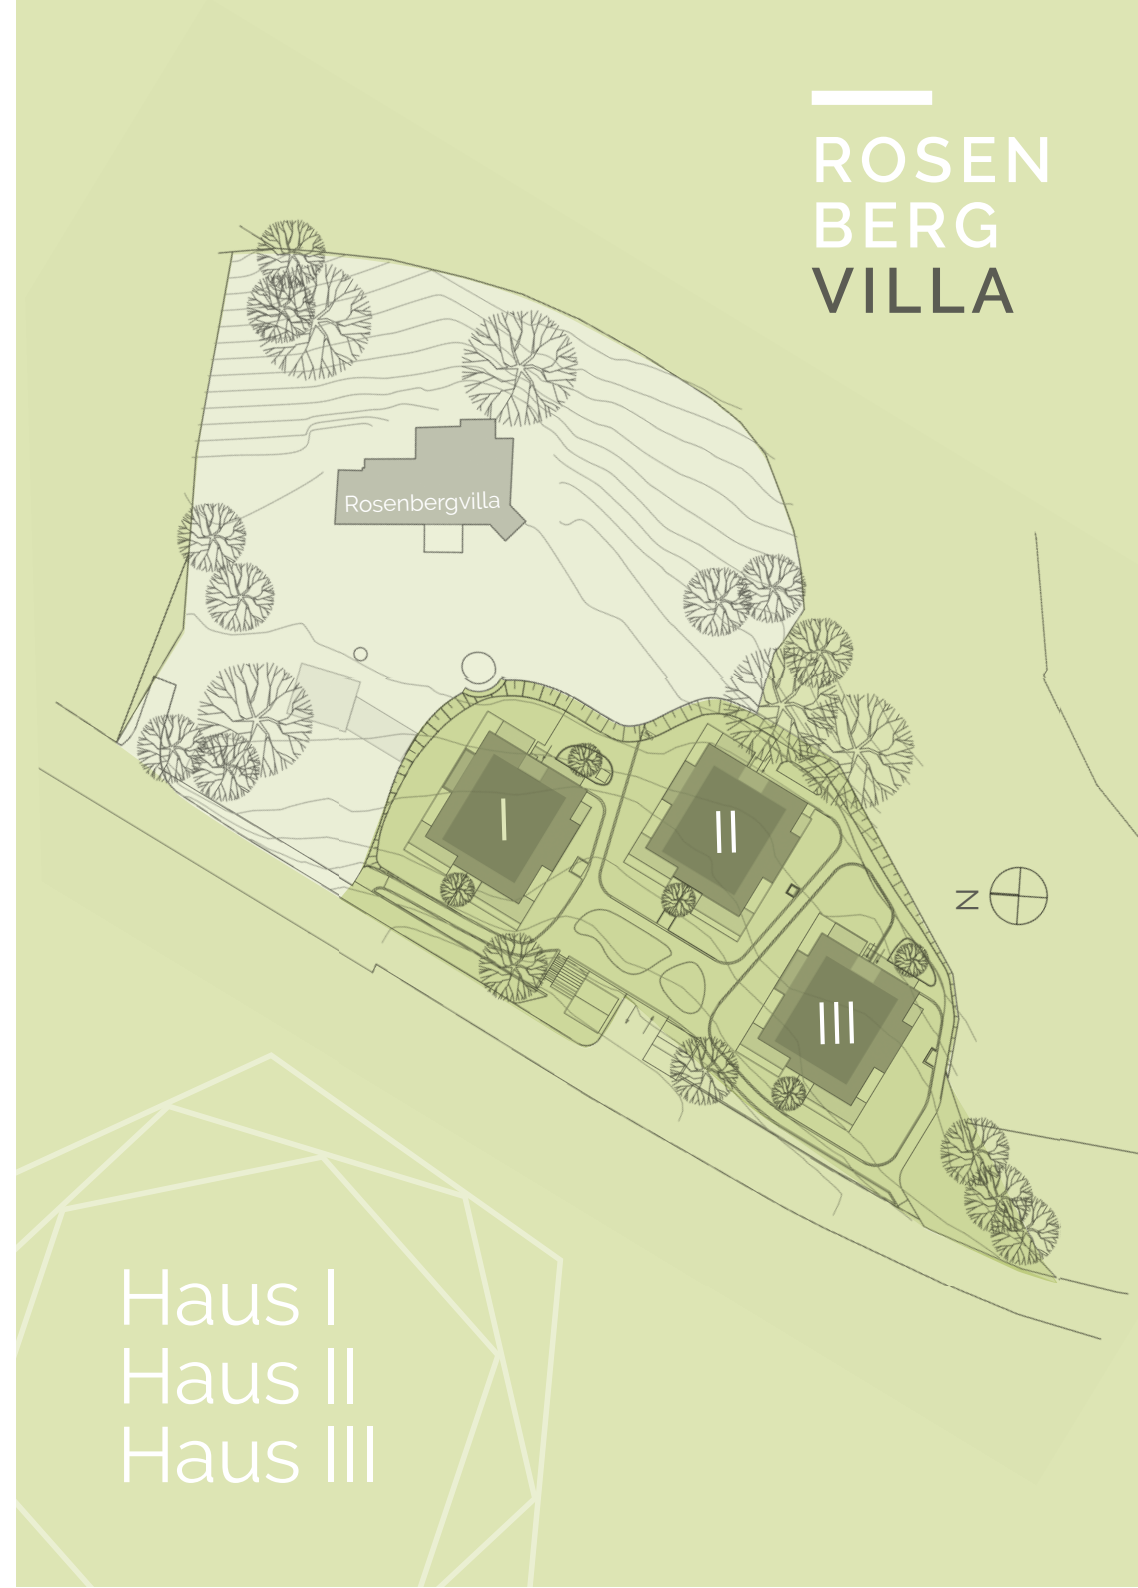 ROSEN
BERG
VILLA
Rosenbergvilla
I
II
III
N
Haus I
Haus II
Haus III